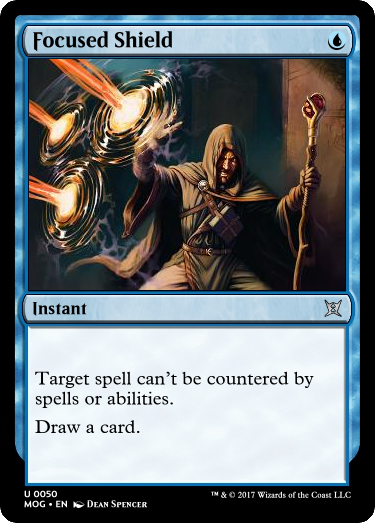 Focused Shield
Instant
Target spell can't be countered by
spells or abilities.
Draw a card.
U 0050
MOG • EN Dean Spencer
™ & © 2017 Wizards of the Coast LLC